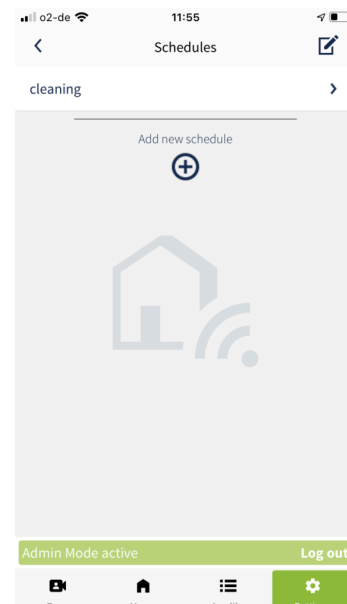 o2-de 11:55
Schedules
cleaning
Add new schedule
Admin Mode active Log out